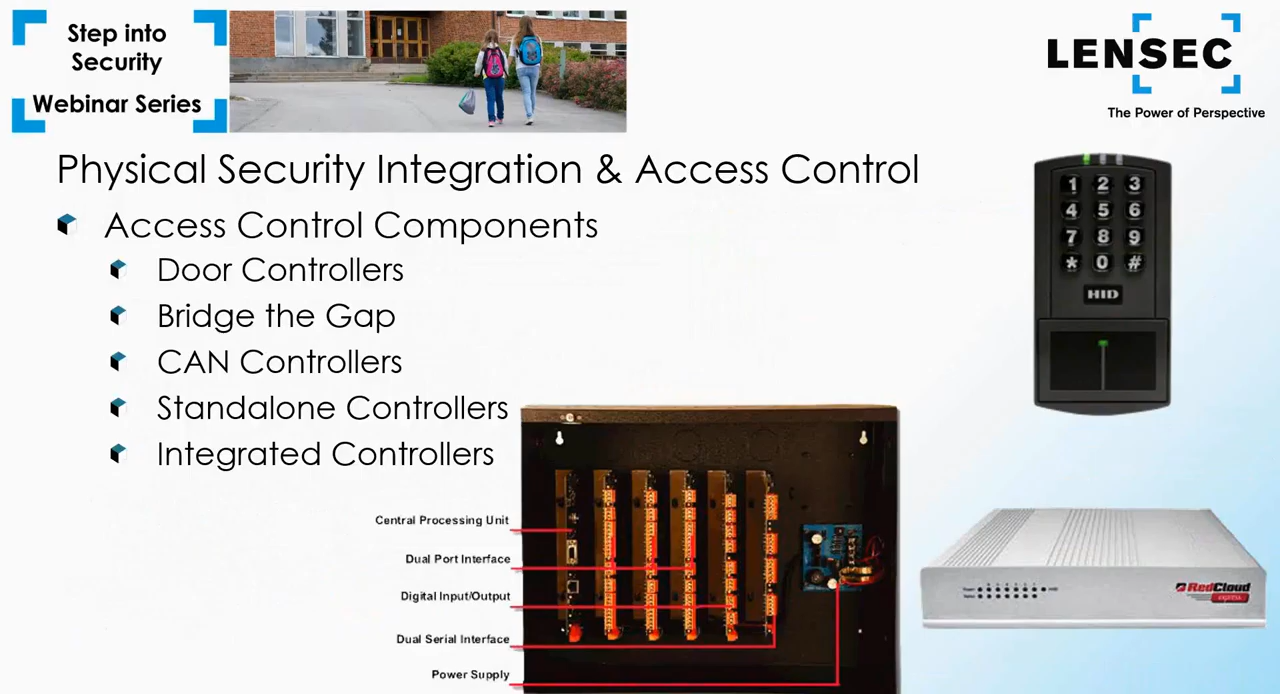 Step into
Security
Webinar Series
LENSEC
The Power of Perspective
Physical Security Integration & Access Control
Access Control Components
Door Controllers
Bridge the Gap
CAN Controllers
Standalone Controllers
Integrated Controllers
1 2 3
4 5 6
7 8 9
* 0 #
HID
Central Processing Unit
Dual Port Interface
Digital Input/Output
Dual Serial Interface
Power Supply
RedCloud
express